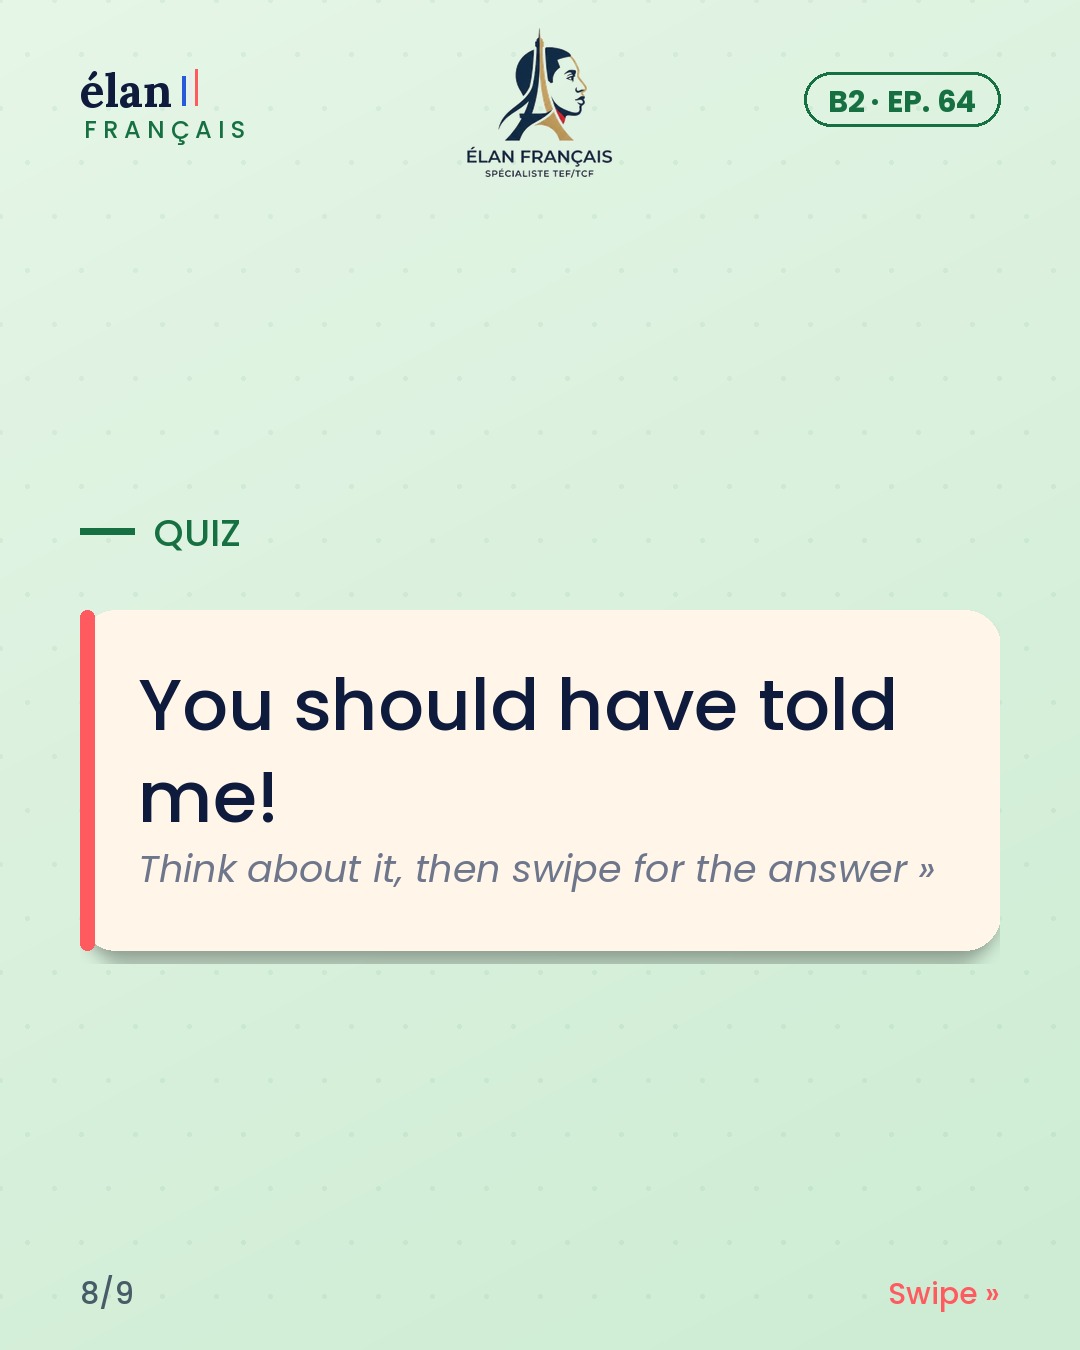 élan
FRANÇAIS
ÉLAN FRANÇAIS
SPÉCIALISTE TEF/TCF
B2 · EP. 64
QUIZ
You should have told
me!
Think about it, then swipe for the answer »
8/9
Swipe »